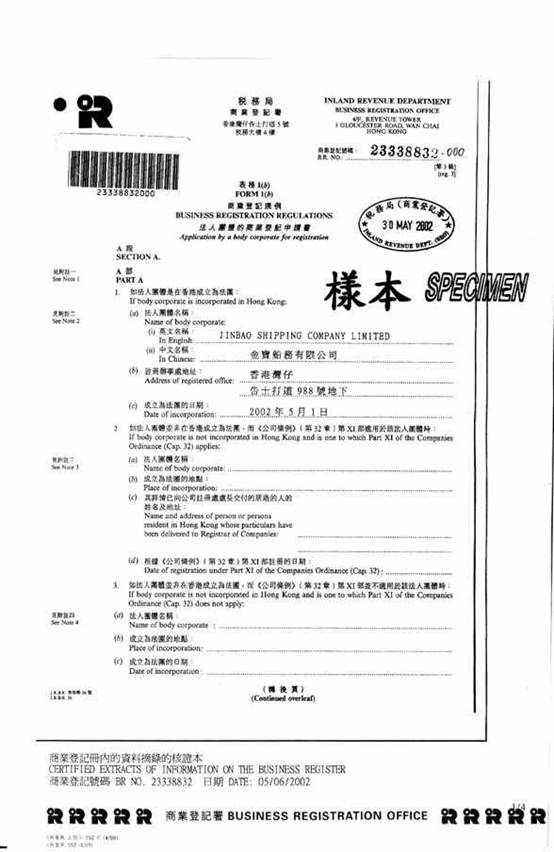 税務局
商業登記署
香港灣仔告士打道5號
税務大樓4樓
INLAND REVENUE DEPARTMENT
BUSINESS REGISTRATION OFFICE
4/F, REVENUE TOWER
5 GLOUCESTER ROAD, WAN CHAI
HONG KONG
商業登記號碼:
B.R. NO.: 23338832-000
23338832000
表格1(b)
FORM 1(b)
商業登記規例
BUSINESS REGISTRATION REGULATIONS
法人團體的商業登記申請書
Application by a body corporate for registration
税務局(商業登記署)
30 MAY 2002
INLAND REVENUE DEPT. (BRO)
A 段
SECTION A.
樣本 SPECIMEN
見附註一
See Note 1
A 部
PART A
1. 如法人團體是在香港成立為法團:
If body corporate is incorporated in Hong Kong:
見附註二
See Note 2
(a) 法人團體名稱:
Name of body corporate:
(i) 英文名稱:
In English: JINBAO SHIPPING COMPANY LIMITED
(ii) 中文名稱:
In Chinese: 金寶船務有限公司
(b) 註冊辦事處地址: 香港灣仔
Address of registered office: 告士打道 988 號地下
(c) 成立為法團的日期:
Date of incorporation: 2002 年 5 月 1 日
2. 如法人團體並非在香港成立為法團,而《公司條例》(第32章)第XI部適用於該法人團體時:
If body corporate is not incorporated in Hong Kong and is one to which Part XI of the Companies
Ordinance (Cap. 32) applies:
見附註三
See Note 3
(a) 法人團體名稱:
Name of body corporate:
(b) 成立為法團的地點:
Place of incorporation:
(c) 其詳情已向公司註冊處處長交付的居港的人的
姓名及地址:
Name and address of person or persons
resident in Hong Kong whose particulars have
been delivered to Registrar of Companies:
(d) 根據《公司條例》(第32章)第XI部註冊的日期:
Date of registration under Part XI of the Companies Ordinance (Cap. 32):
3. 如法人團體並非在香港成立為法團,而《公司條例》(第32章)第XI部並不適用於該法人團體時:
If body corporate is not incorporated in Hong Kong and is one to which Part XI of the Companies
Ordinance (Cap. 32) does not apply:
見附註四
See Note 4
(a) 法人團體名稱:
Name of body corporate :
(b) 成立為法團的地點:
Place of incorporation:
(c) 成立為法團的日期:
Date of incorporation:
(轉後頁)
(Continued overleaf)
商業登記冊內的資料摘錄的核證本
CERTIFIED EXTRACTS OF INFORMATION ON THE BUSINESS REGISTER
商業登記號碼 BR NO. 23338832 日期 DATE: 05/06/2002
1/4
商業登記署 BUSINESS REGISTRATION OFFICE